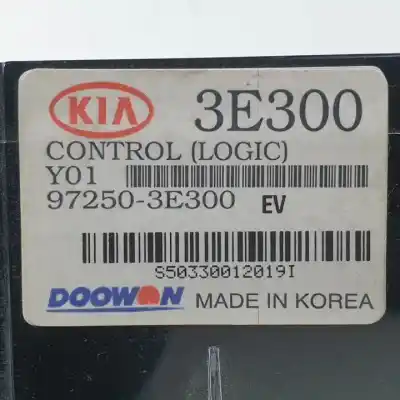 KIA 3E300
CONTROL (LOGIC)
Y01
97250-3E300 EV
S50330012019I
DOOWON MADE IN KOREA